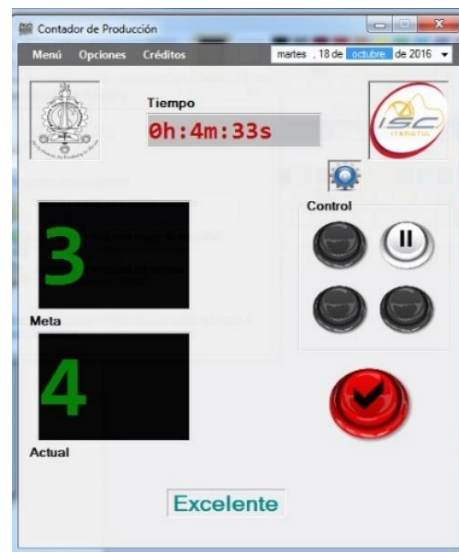 Contador de Producción
Menú Opciones Créditos
martes , 18 de octubre de 2016
Tiempo
0h:4m:33s
ISC
ITEMGTUL
Control
3
Meta
4
Actual
Excelente